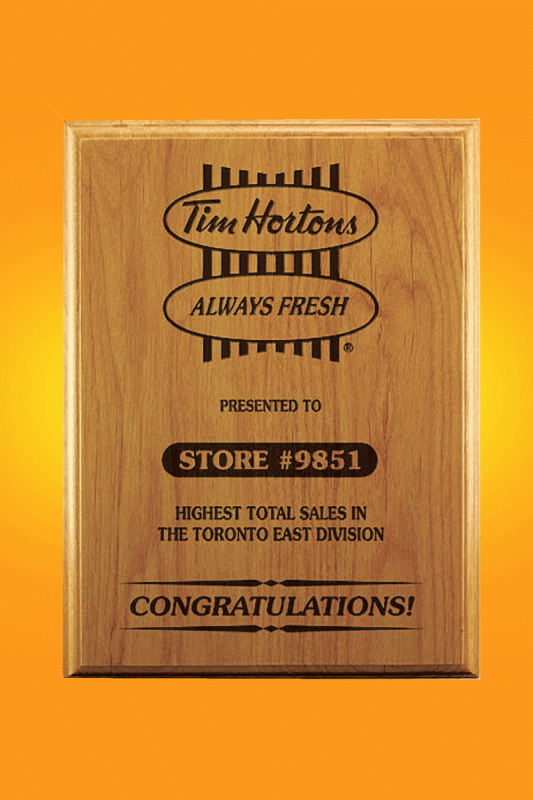 Tim Hortons
ALWAYS FRESH
®
PRESENTED TO
STORE #9851
HIGHEST TOTAL SALES IN
THE TORONTO EAST DIVISION
CONGRATULATIONS!